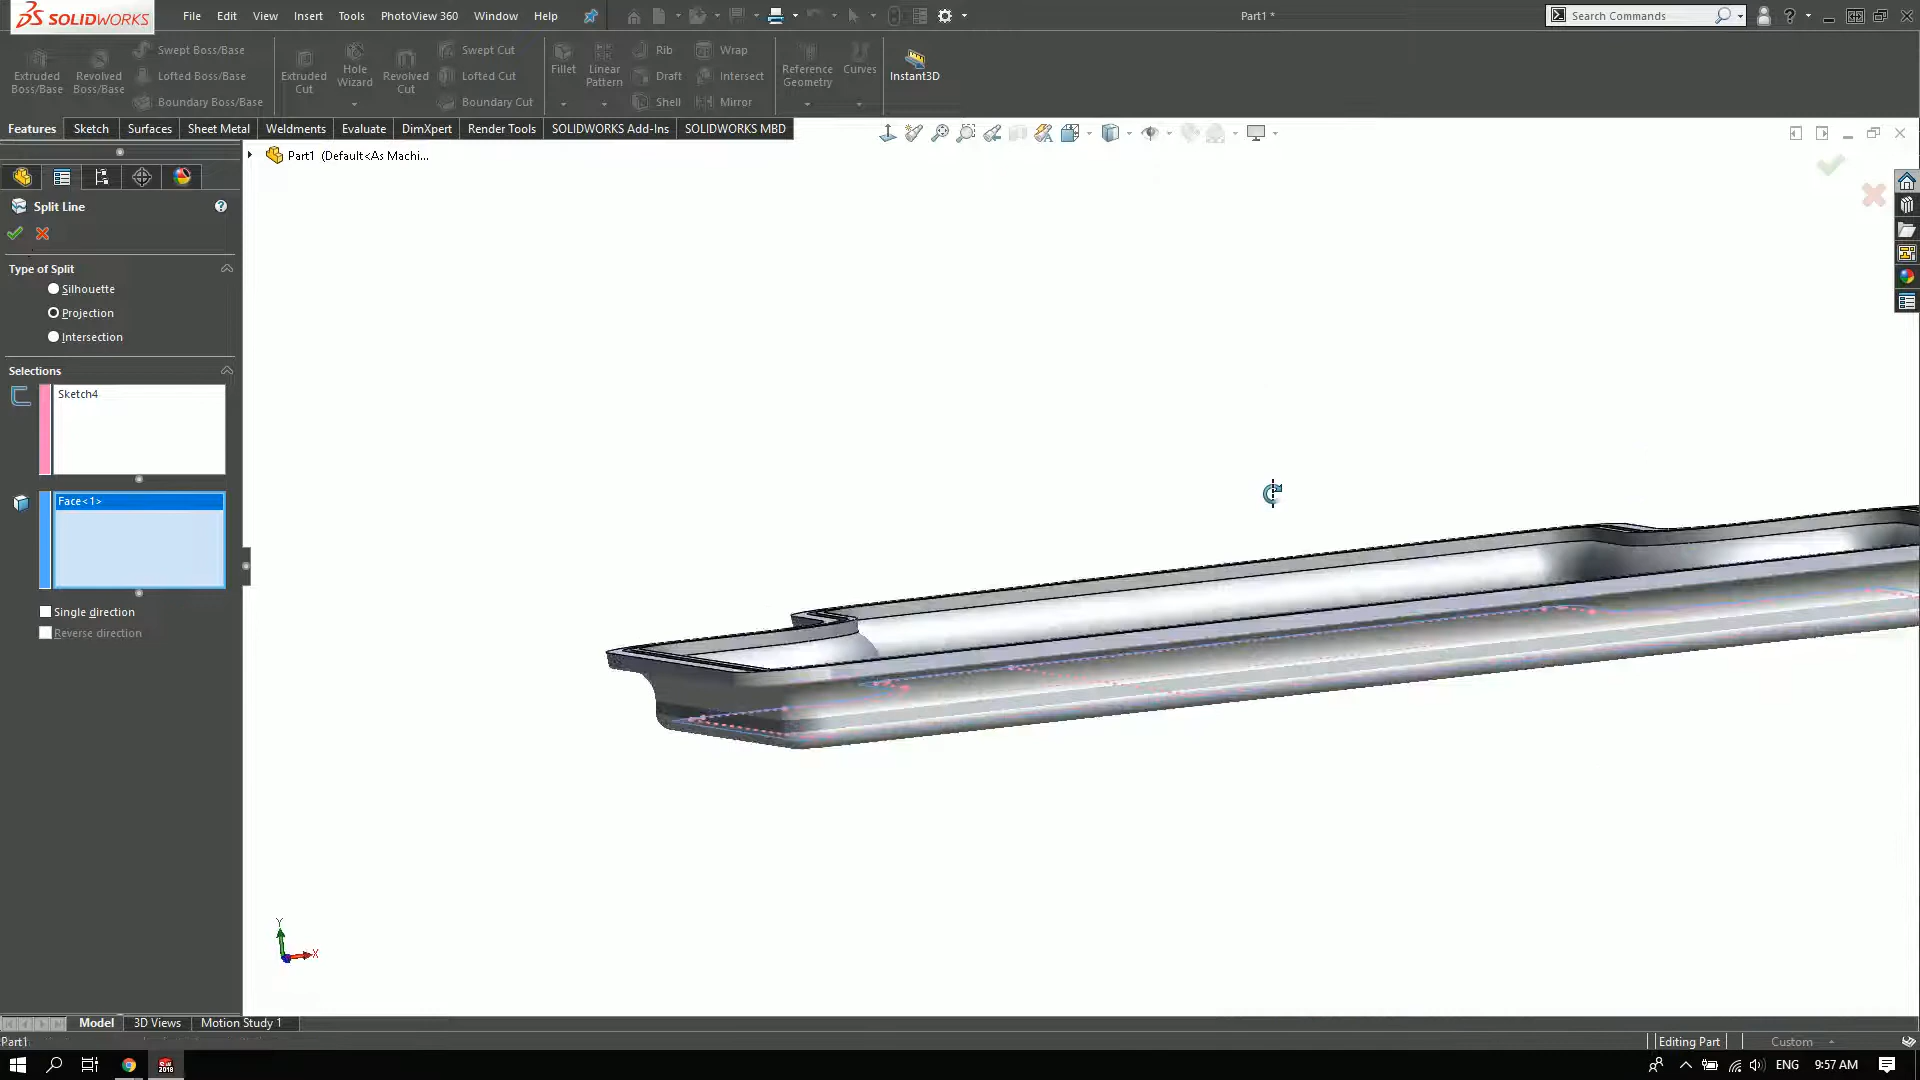 SOLIDWORKS File Edit View Insert Tools PhotoView 360 Window Help Part1 * Search Commands
Extruded Boss/Base Revolved Boss/Base Swept Boss/Base Lofted Boss/Base Boundary Boss/Base Extruded Cut Hole Wizard Revolved Cut Swept Cut Lofted Cut Boundary Cut Fillet Linear Pattern Rib Draft Shell Wrap Intersect Mirror Reference Geometry Curves Instant3D
Features Sketch Surfaces Sheet Metal Weldments Evaluate DimXpert Render Tools SOLIDWORKS Add-Ins SOLIDWORKS MBD
Part1 (Default<As Machi...
Split Line
Type of Split
Silhouette
Projection
Intersection
Selections
Sketch4
Face<1>
Single direction
Reverse direction
Y
X
Model 3D Views Motion Study 1
Part1 Editing Part Custom
SW 2018 ENG 9:57 AM